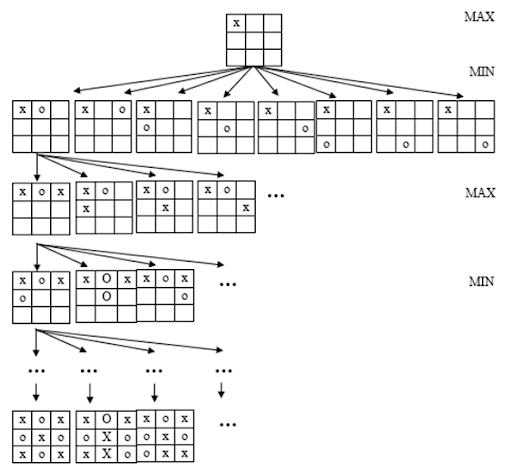 x MAX
MIN
x o x o x x x x x x
o o o
o o o
x o x x o x o x o ... MAX
x x x
x o x x O x x o x ...
o O o MIN
... ... ... ...
x o x x O x x o x ...
o x o o X o o x o
x o x x X o x o x